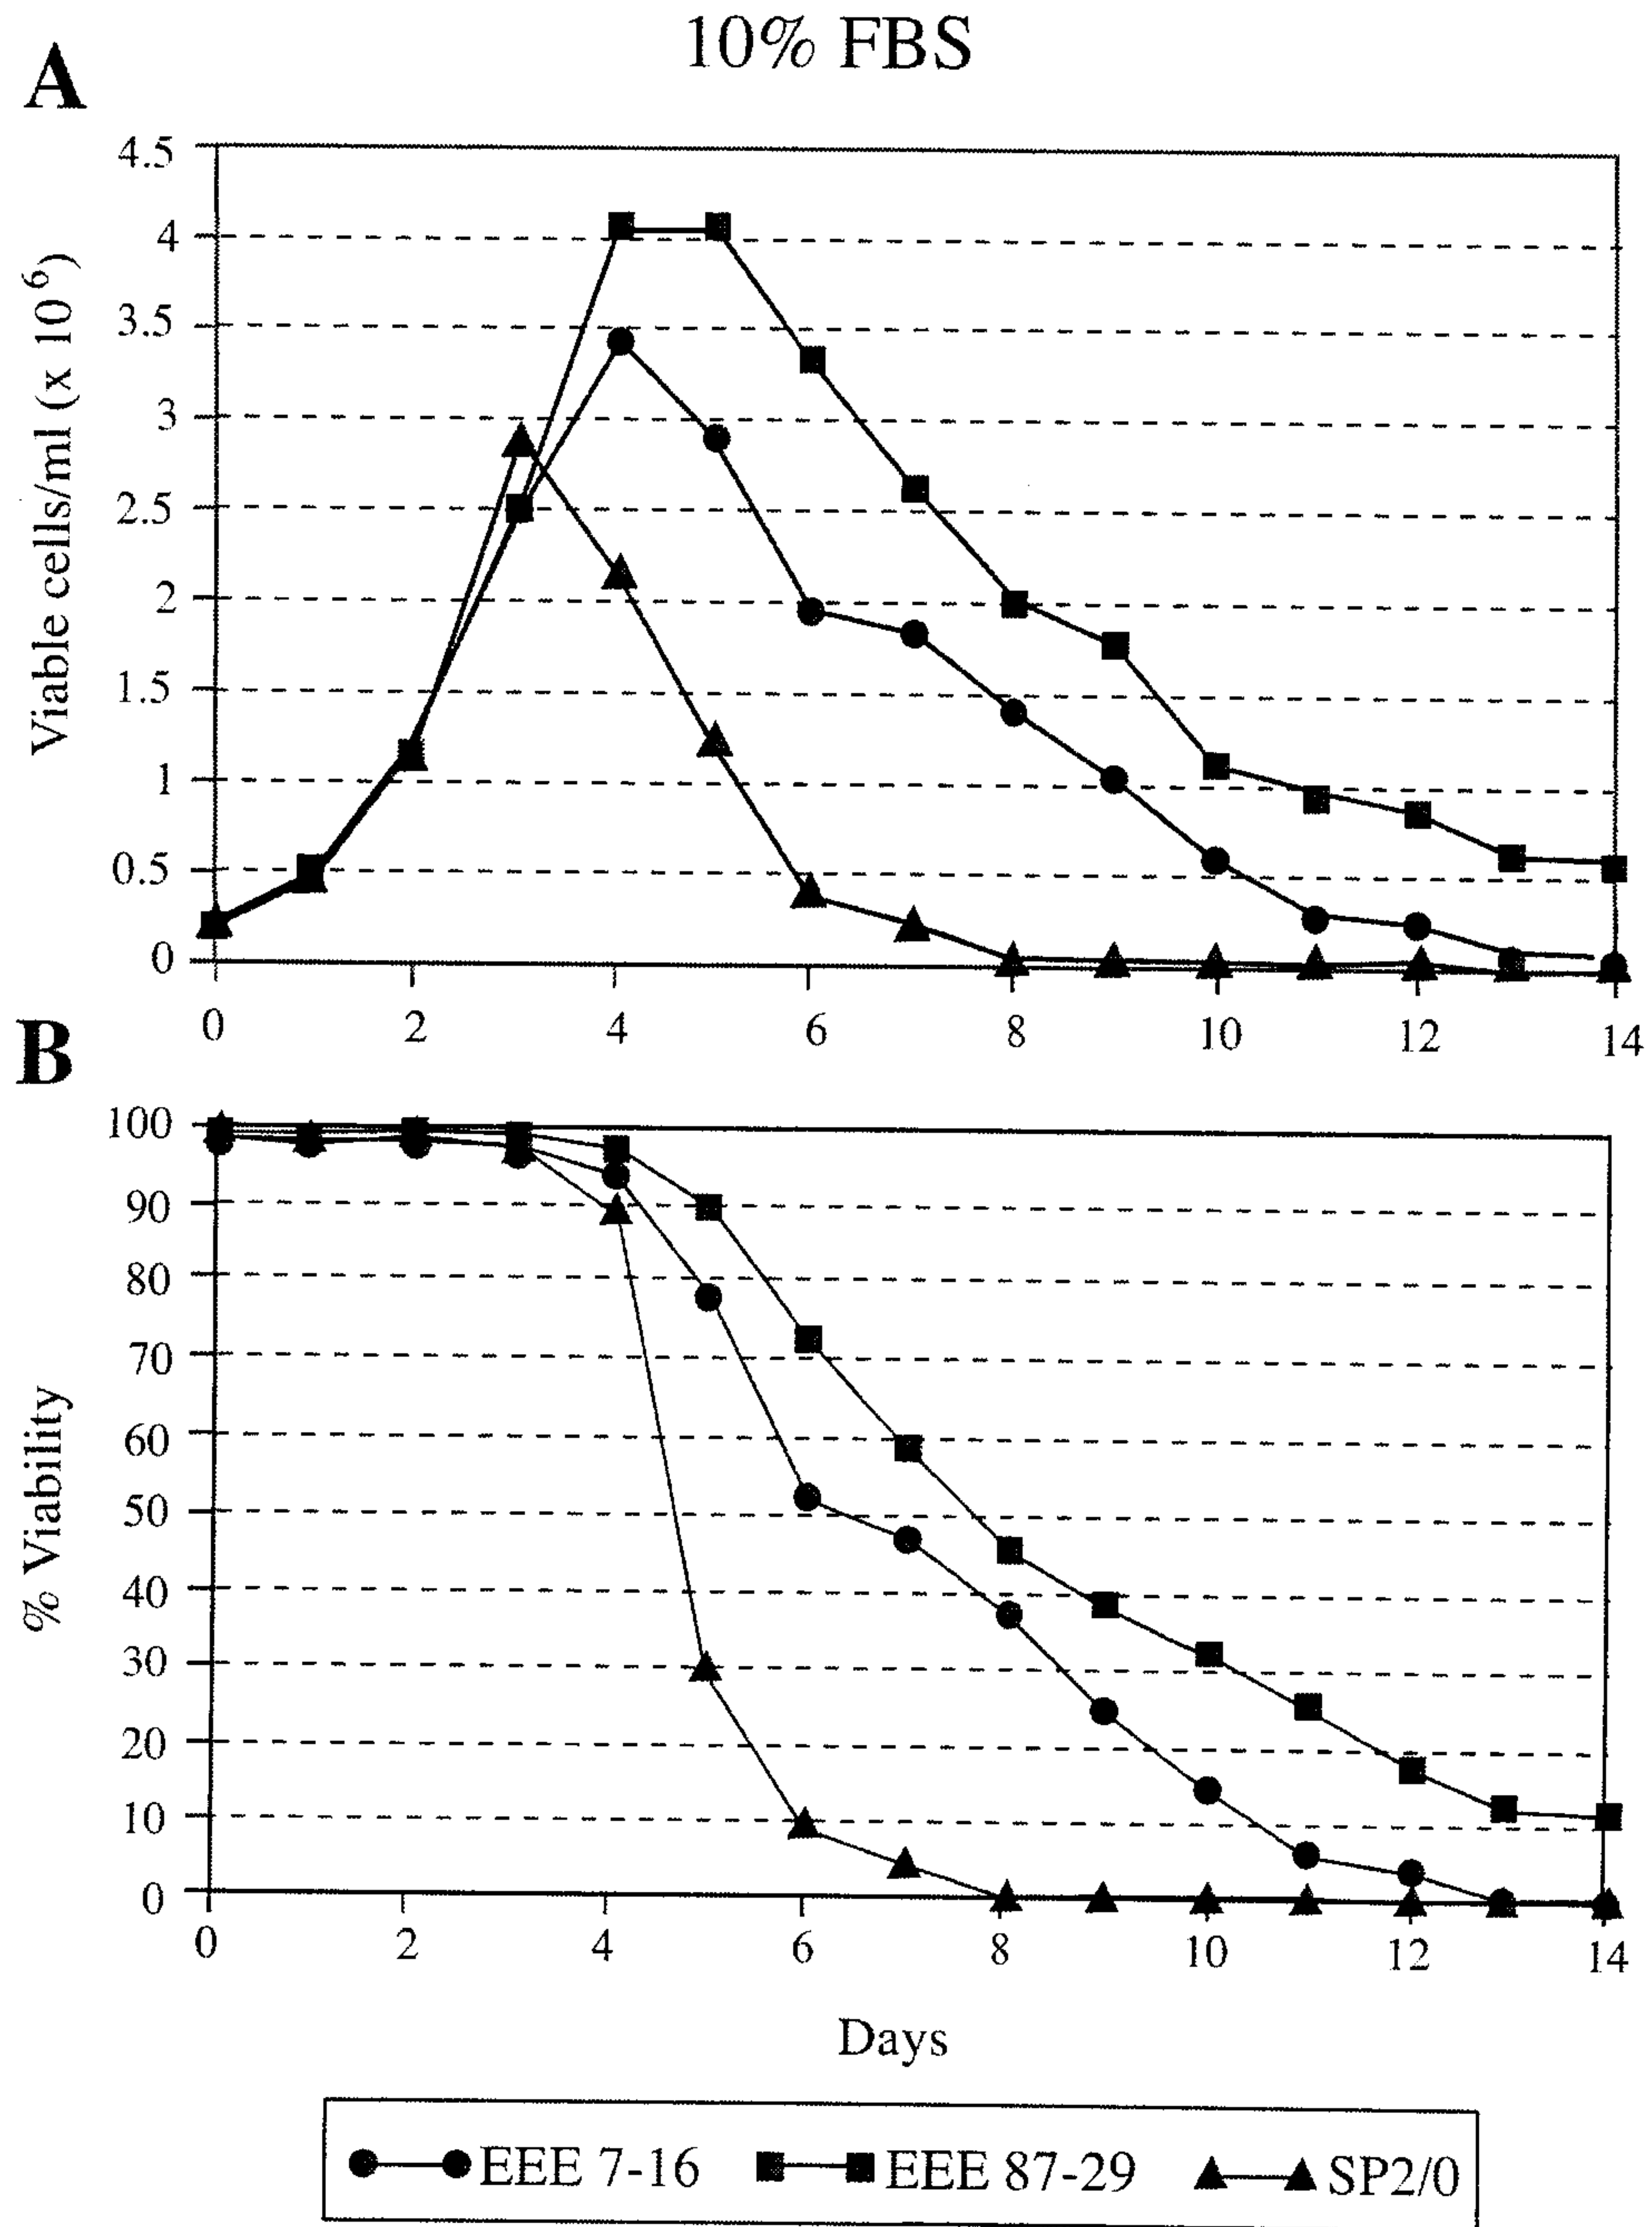 10% FBS
A
4.5
4
3.5
3
2.5
2
1.5
1
0.5
0
Viable cells/ml (x 10⁶)
0 2 4 6 8 10 12 14
B
100
90
80
70
60
50
40
30
20
10
0
% Viability
0 2 4 6 8 10 12 14
Days
EEE 7-16 EEE 87-29 SP2/0